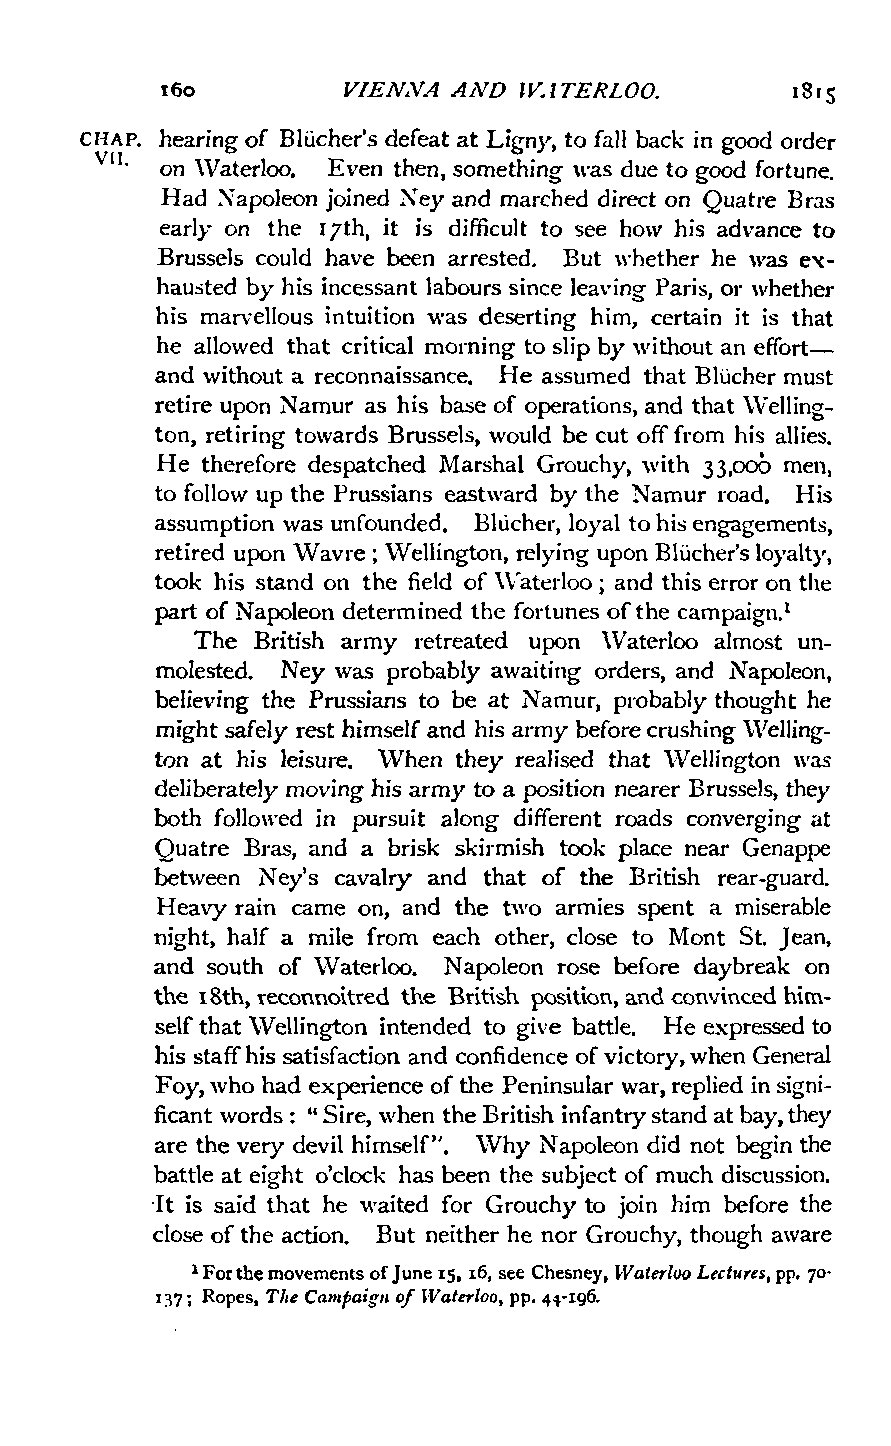 160 VIENNA AND WATERLOO. 1815
CHAP. VII.
hearing of Blücher's defeat at Ligny, to fall back in good order
on Waterloo. Even then, something was due to good fortune.
Had Napoleon joined Ney and marched direct on Quatre Bras
early on the 17th, it is difficult to see how his advance to
Brussels could have been arrested. But whether he was ex-
hausted by his incessant labours since leaving Paris, or whether
his marvellous intuition was deserting him, certain it is that
he allowed that critical morning to slip by without an effort—
and without a reconnaissance. He assumed that Blücher must
retire upon Namur as his base of operations, and that Welling-
ton, retiring towards Brussels, would be cut off from his allies.
He therefore despatched Marshal Grouchy, with 33,000 men,
to follow up the Prussians eastward by the Namur road. His
assumption was unfounded. Blücher, loyal to his engagements,
retired upon Wavre ; Wellington, relying upon Blücher's loyalty,
took his stand on the field of Waterloo ; and this error on the
part of Napoleon determined the fortunes of the campaign.¹
The British army retreated upon Waterloo almost un-
molested. Ney was probably awaiting orders, and Napoleon,
believing the Prussians to be at Namur, probably thought he
might safely rest himself and his army before crushing Welling-
ton at his leisure. When they realised that Wellington was
deliberately moving his army to a position nearer Brussels, they
both followed in pursuit along different roads converging at
Quatre Bras, and a brisk skirmish took place near Genappe
between Ney's cavalry and that of the British rear-guard.
Heavy rain came on, and the two armies spent a miserable
night, half a mile from each other, close to Mont St. Jean,
and south of Waterloo. Napoleon rose before daybreak on
the 18th, reconnoitred the British position, and convinced him-
self that Wellington intended to give battle. He expressed to
his staff his satisfaction and confidence of victory, when General
Foy, who had experience of the Peninsular war, replied in signi-
ficant words : "Sire, when the British infantry stand at bay, they
are the very devil himself". Why Napoleon did not begin the
battle at eight o'clock has been the subject of much discussion.
It is said that he waited for Grouchy to join him before the
close of the action. But neither he nor Grouchy, though aware
¹ For the movements of June 15, 16, see Chesney, Waterloo Lectures, pp. 70-
137; Ropes, The Campaign of Waterloo, pp. 44-196.